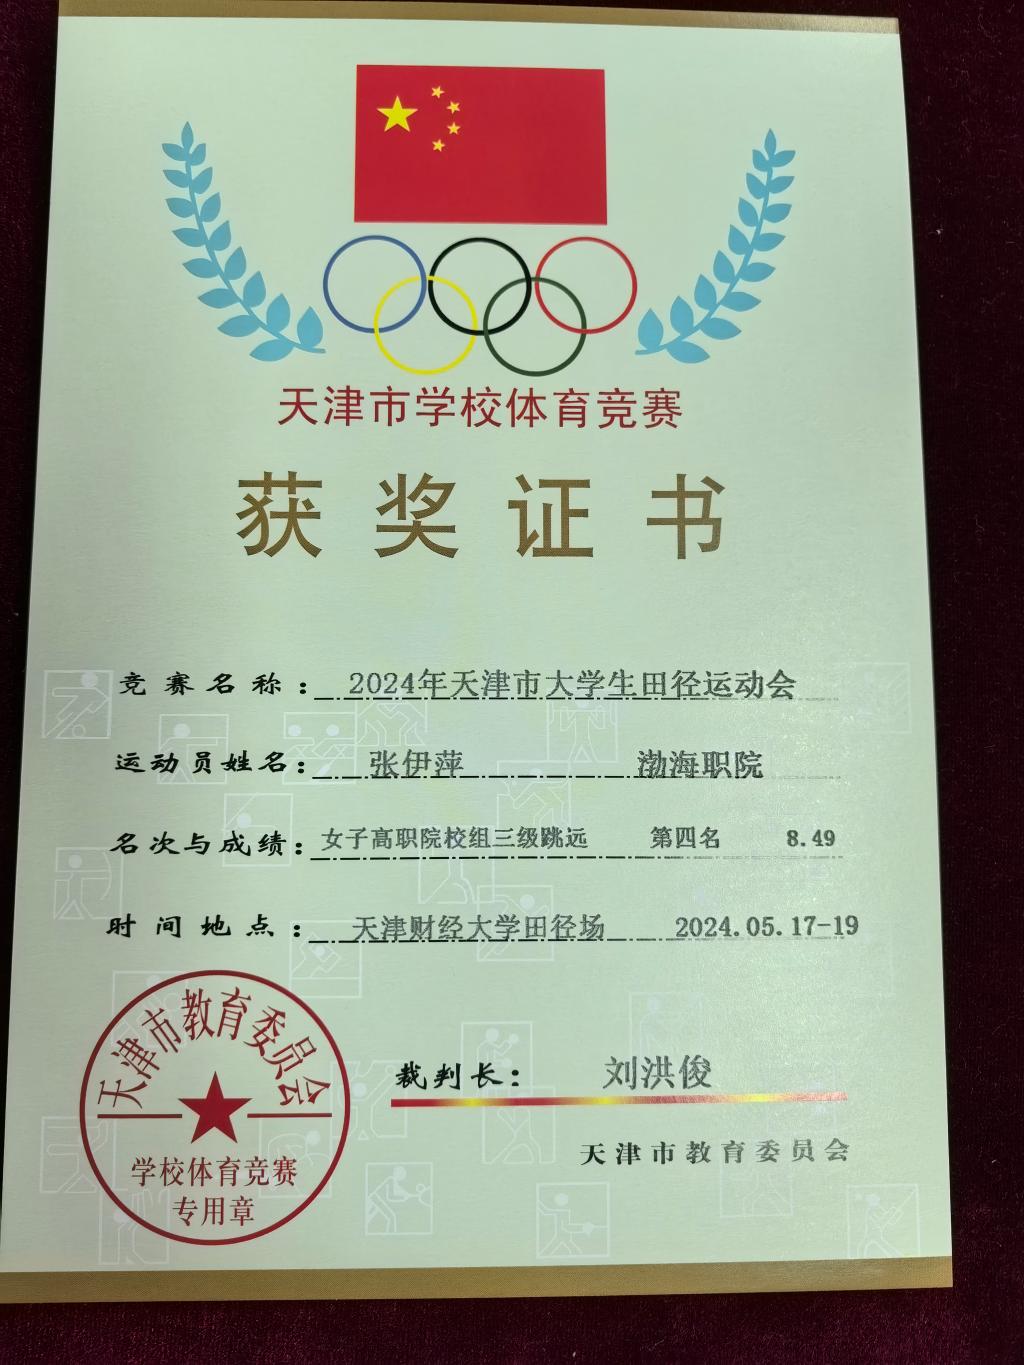 天津市学校体育竞赛
获奖证书
竞赛名称：2024年天津市大学生田径运动会
运动员姓名：张伊萍 渤海职院
名次与成绩：女子高职院校组三级跳远 第四名 8.49
时间地点：天津财经大学田径场 2024.05.17-19
裁判长：刘洪俊
天津市教育委员会
天津市教育委员会
学校体育竞赛
专用章